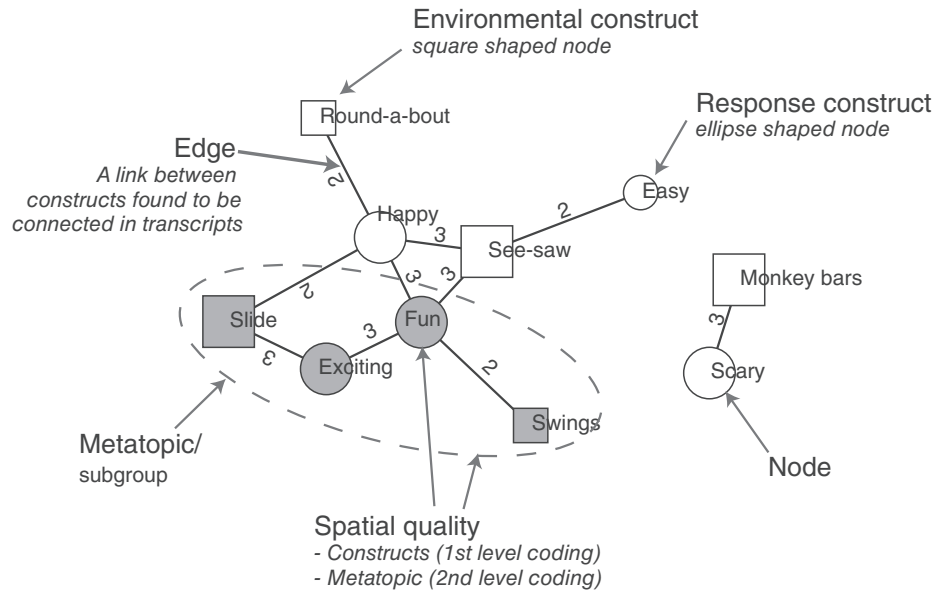 Environmental construct
square shaped node
Round-a-bout
Response construct
ellipse shaped node
Edge
A link between
constructs found to be
connected in transcripts
2
Easy
2
Happy
3
See-saw
3
3
2
Monkey bars
3
Slide
Fun
3
3
Exciting
2
Scary
Swings
Metatopic/
subgroup
Node
Spatial quality
- Constructs (1st level coding)
- Metatopic (2nd level coding)